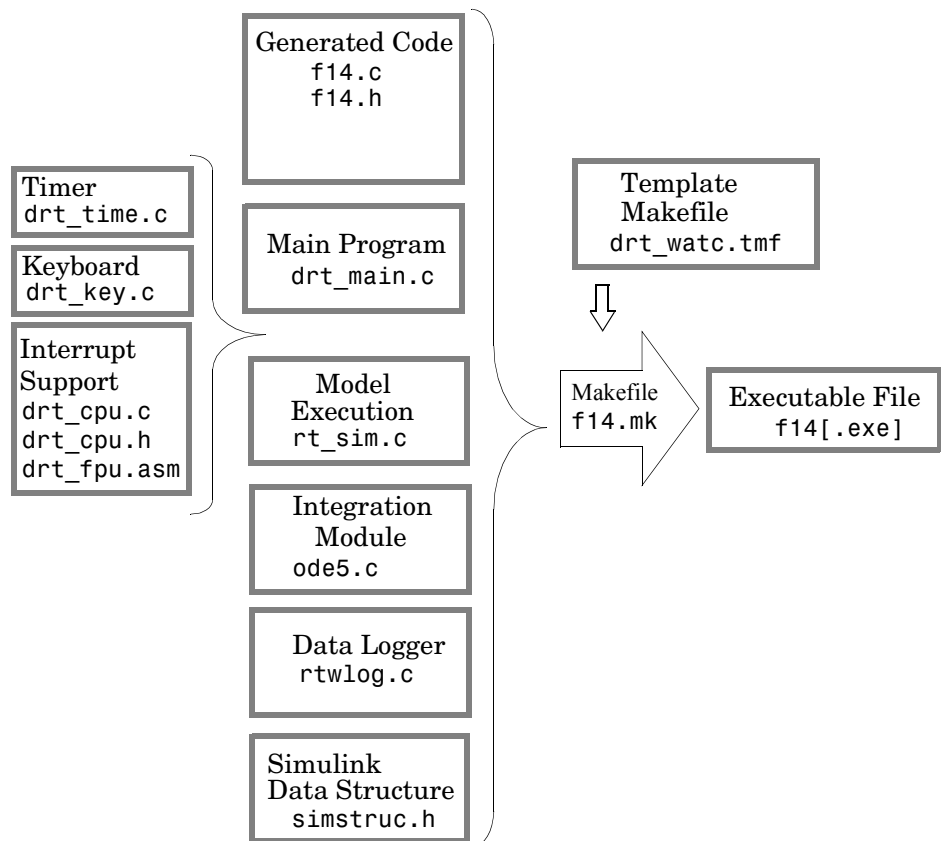 Generated Code
f14.c
f14.h
Timer
drt_time.c
Keyboard
drt_key.c
Interrupt
Support
drt_cpu.c
drt_cpu.h
drt_fpu.asm
Main Program
drt_main.c
Model
Execution
rt_sim.c
Integration
Module
ode5.c
Data Logger
rtwlog.c
Simulink
Data Structure
simstruc.h
Template
Makefile
drt_watc.tmf
Makefile
f14.mk
Executable File
f14[.exe]